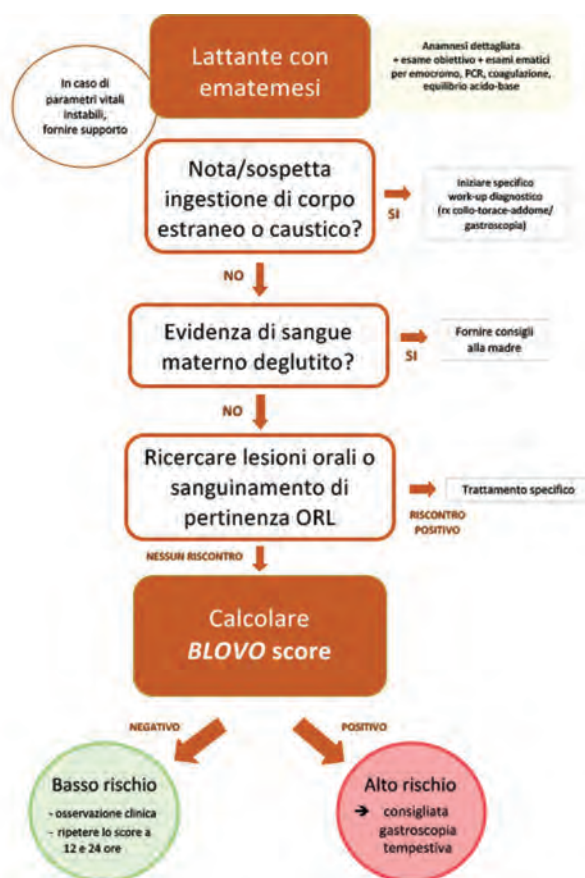 Lattante con
ematemesi
Anamnesi dettagliata
+ esame obiettivo + esami ematici
per emocromo, PCR, coagulazione,
equilibrio acido-base
In caso di
parametri vitali
instabili,
fornire supporto
Nota/sospetta
ingestione di corpo
estraneo o caustico?
SI
Iniziare specifico
work-up diagnostico
(rx collo-torace-addome/
gastroscopia)
NO
Evidenza di sangue
materno deglutito?
SI
Fornire consigli
alla madre
NO
Ricercare lesioni orali o
sanguinamento di
pertinenza ORL
RISCONTRO
POSITIVO
Trattamento specifico
NESSUN RISCONTRO
Calcolare
BLOVO score
NEGATIVO
POSITIVO
Basso rischio
- osservazione clinica
- ripetere lo score a
12 e 24 ore
Alto rischio
➔ consigliata
gastroscopia
tempestiva